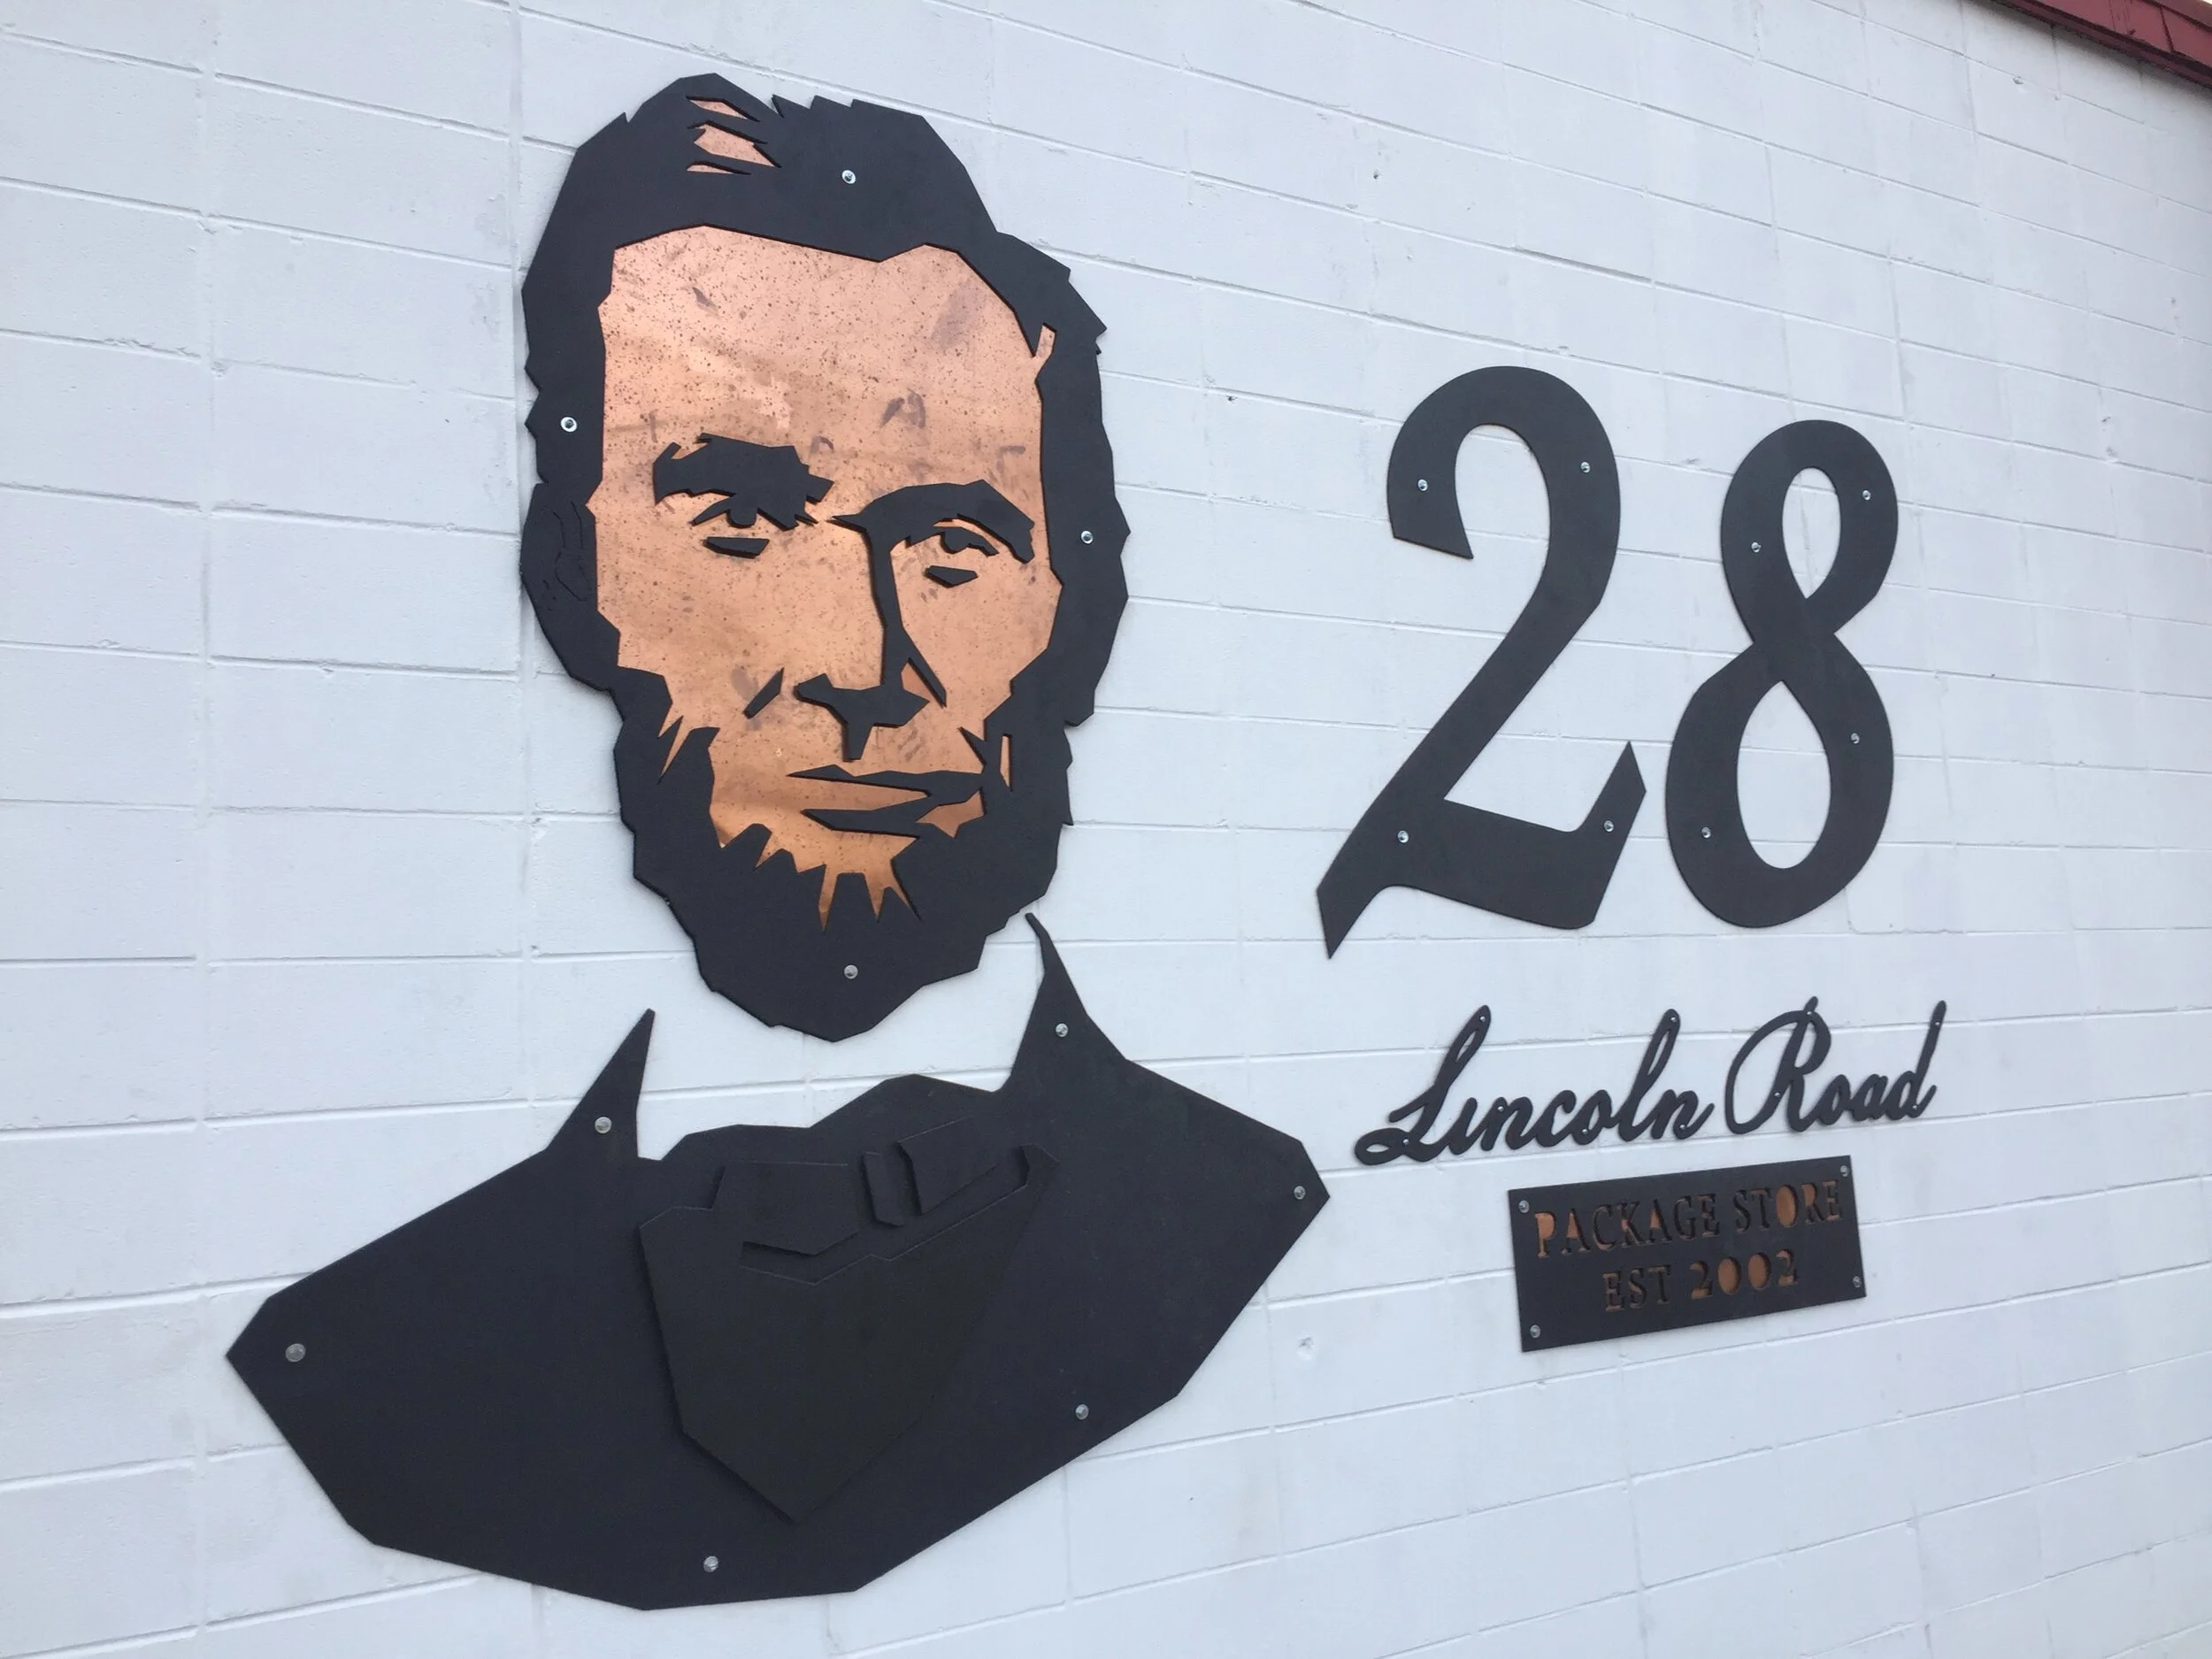 28
Lincoln Road
PACKAGE STORE
EST 2002